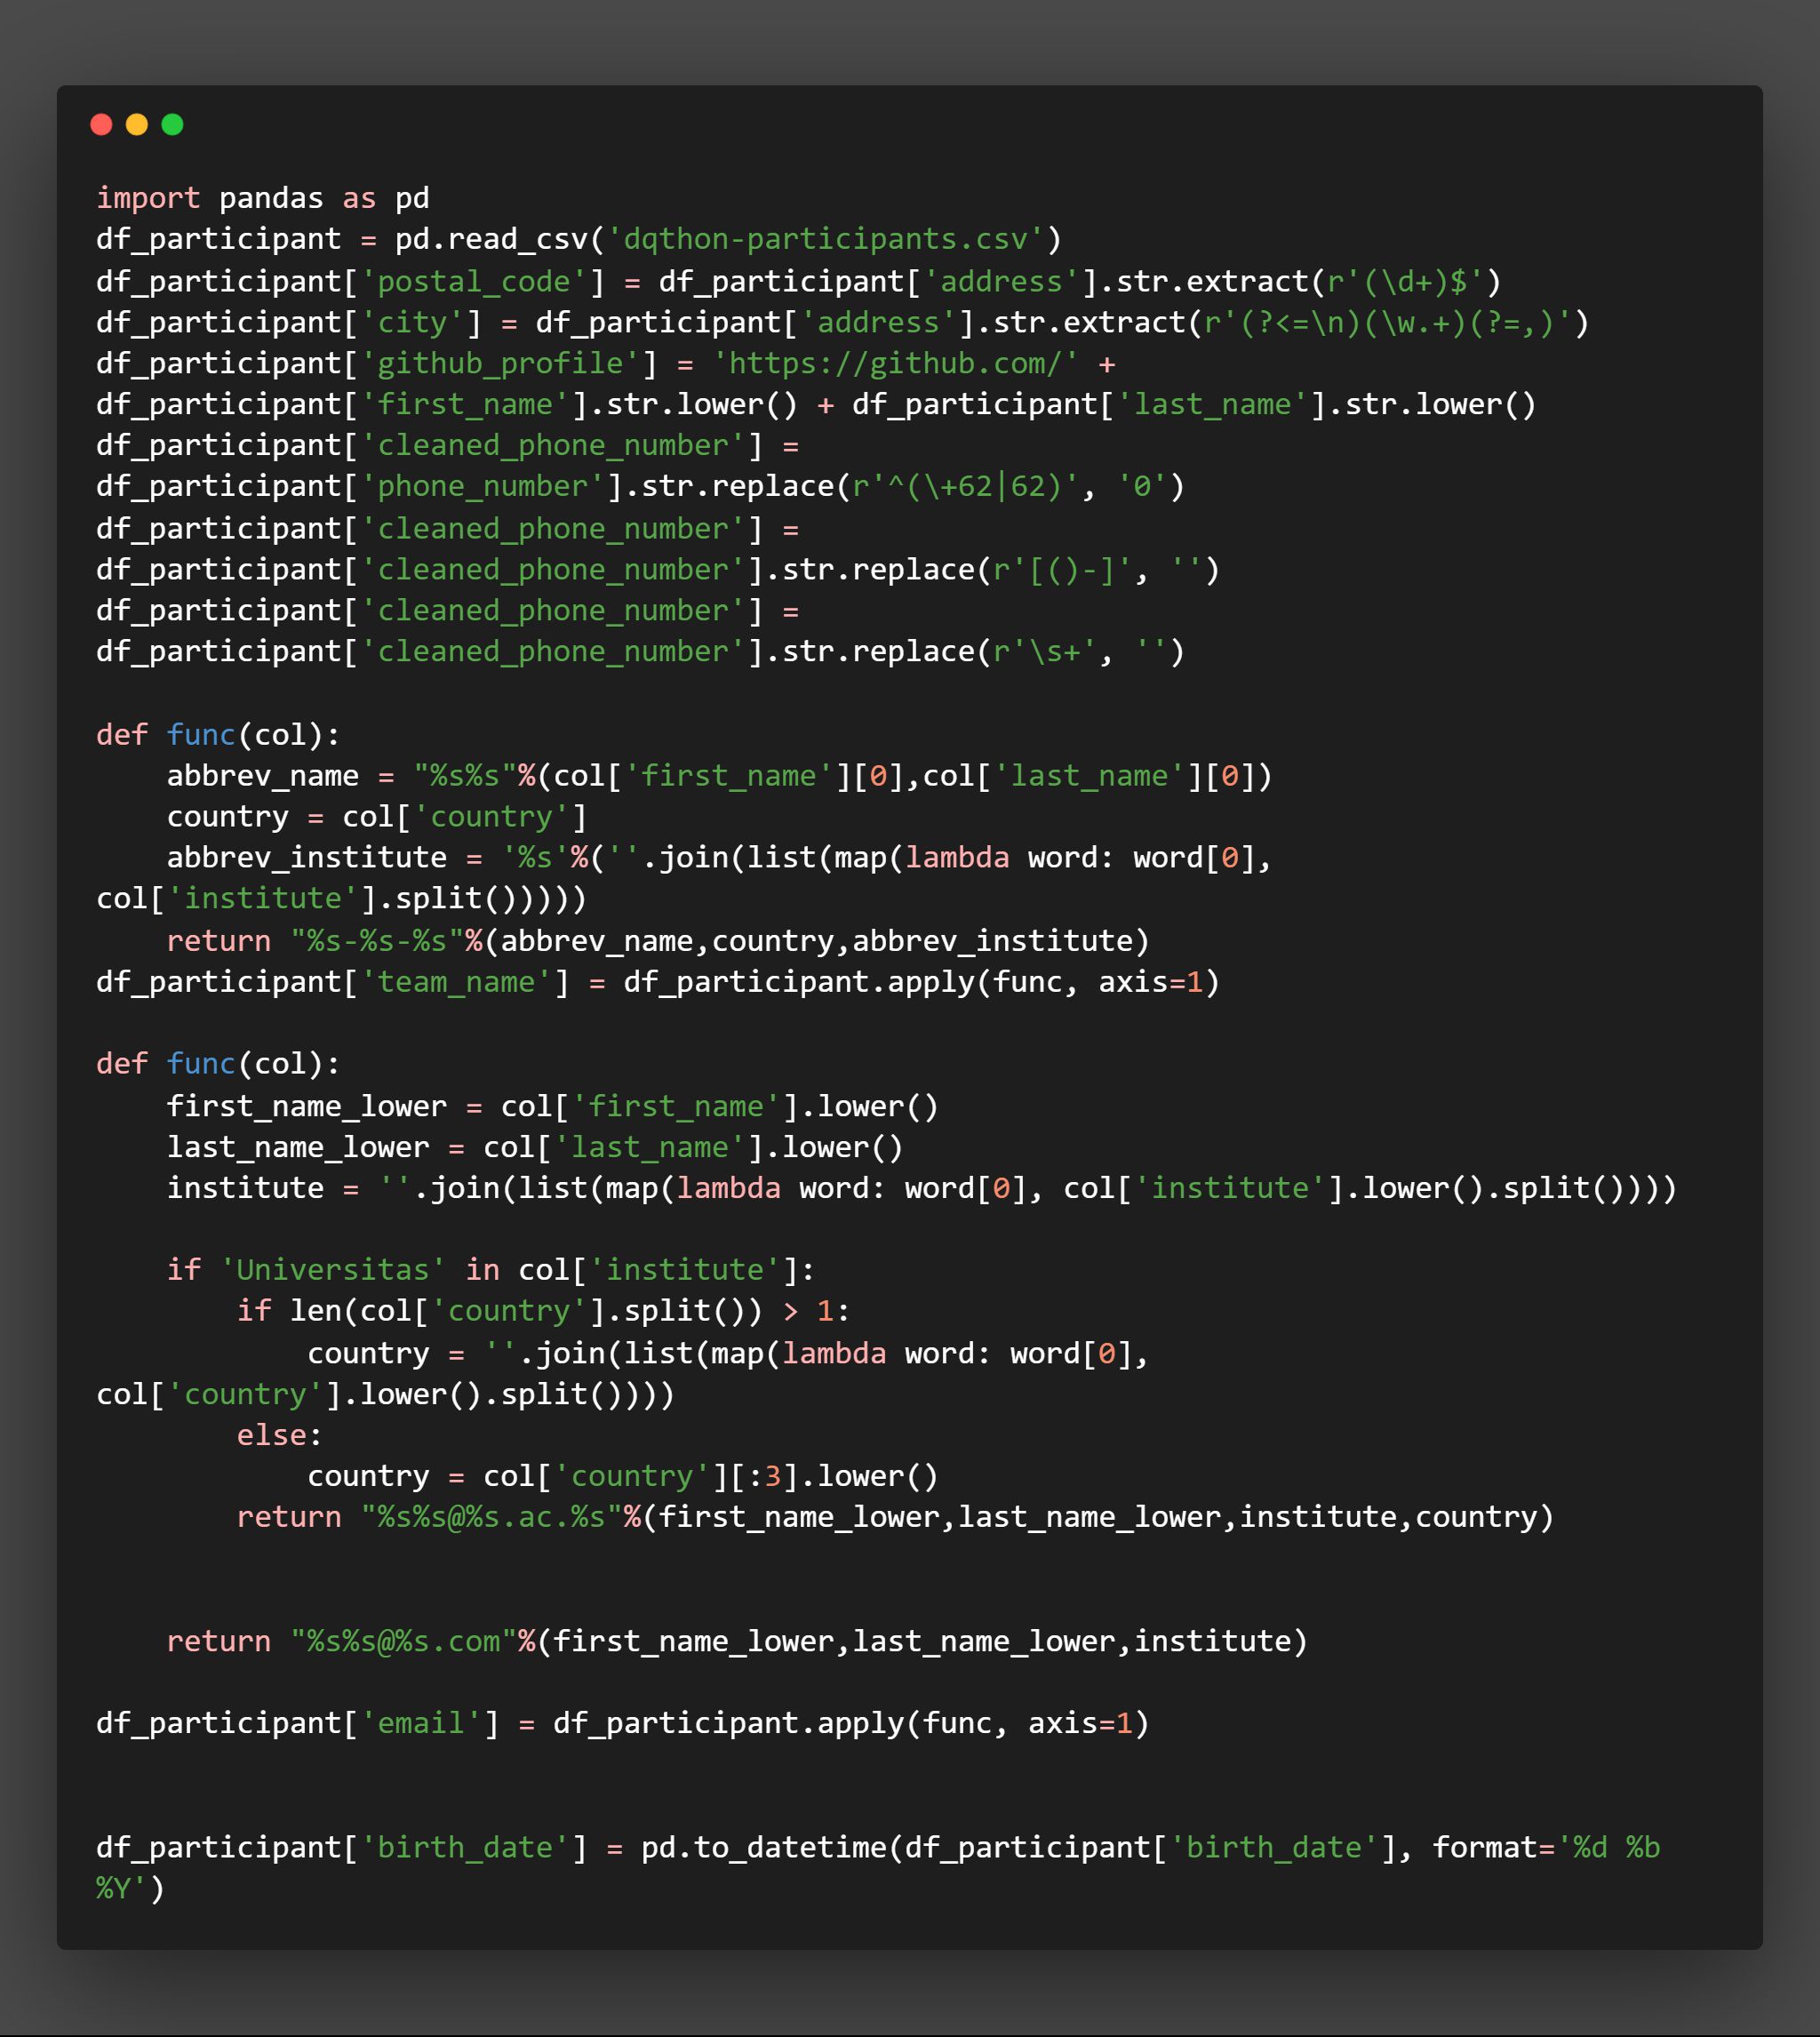 import pandas as pd
df_participant = pd.read_csv('dqthon-participants.csv')
df_participant['postal_code'] = df_participant['address'].str.extract(r'(\d+)$')
df_participant['city'] = df_participant['address'].str.extract(r'(?<=\n)(\w.+)(?=,)')
df_participant['github_profile'] = 'https://github.com/' +
df_participant['first_name'].str.lower() + df_participant['last_name'].str.lower()
df_participant['cleaned_phone_number'] =
df_participant['phone_number'].str.replace(r'^(\+62|62)', '0')
df_participant['cleaned_phone_number'] =
df_participant['cleaned_phone_number'].str.replace(r'[()-]', '')
df_participant['cleaned_phone_number'] =
df_participant['cleaned_phone_number'].str.replace(r'\s+', '')

def func(col):
    abbrev_name = "%s%s"%(col['first_name'][0],col['last_name'][0])
    country = col['country']
    abbrev_institute = '%s'%(''.join(list(map(lambda word: word[0],
col['institute'].split()))))
    return "%s-%s-%s"%(abbrev_name,country,abbrev_institute)
df_participant['team_name'] = df_participant.apply(func, axis=1)

def func(col):
    first_name_lower = col['first_name'].lower()
    last_name_lower = col['last_name'].lower()
    institute = ''.join(list(map(lambda word: word[0], col['institute'].lower().split())))

    if 'Universitas' in col['institute']:
        if len(col['country'].split()) > 1:
            country = ''.join(list(map(lambda word: word[0],
col['country'].lower().split())))
        else:
            country = col['country'][:3].lower()
        return "%s%s@%s.ac.%s"%(first_name_lower,last_name_lower,institute,country)


    return "%s%s@%s.com"%(first_name_lower,last_name_lower,institute)

df_participant['email'] = df_participant.apply(func, axis=1)


df_participant['birth_date'] = pd.to_datetime(df_participant['birth_date'], format='%d %b
%Y')